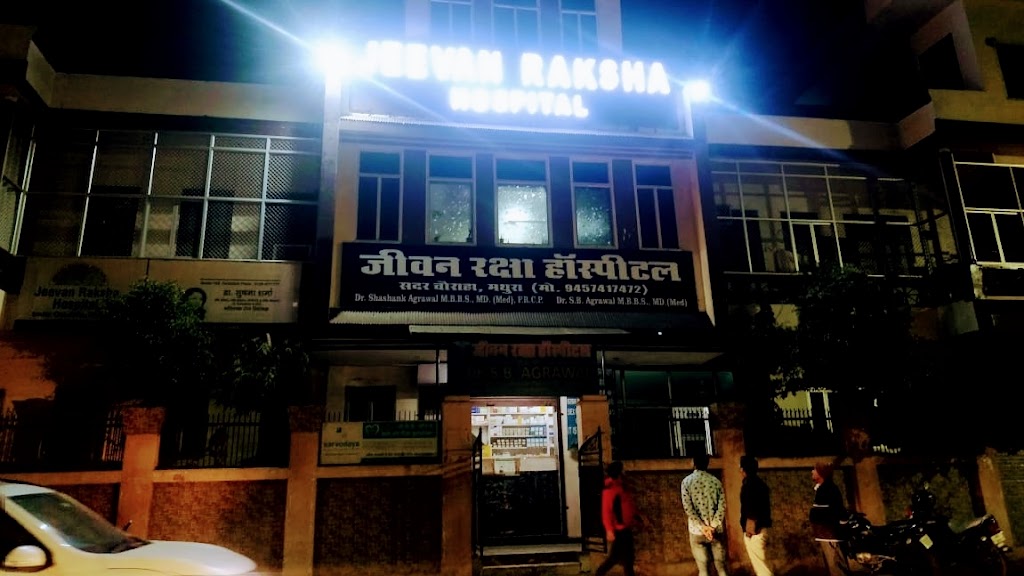 JEEVAN RAKSHA
HOSPITAL
जीवन रक्षा हॉस्पीटल
सदर चौराहा, मथुरा (मो. 9457417472)
Dr. Shashank Agrawal M.B.B.S., MD. (Med), F.R.C.P. Dr. S.B. Agrawal M.B.B.S., MD (Med)
Jeevan Raksha
डा. सुषमा शर्मा
जीवन रक्षा हॉस्पीटल
Dr. S.B. AGRAWAL
sarvodaya